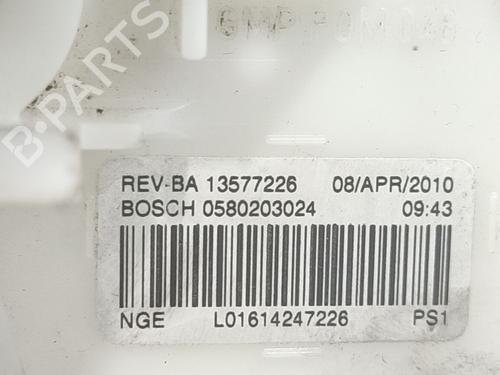 B-PARTS
REV-BA 13577226 08/APR/2010
BOSCH 0580203024 09:43
NGE L01614247226 PS1